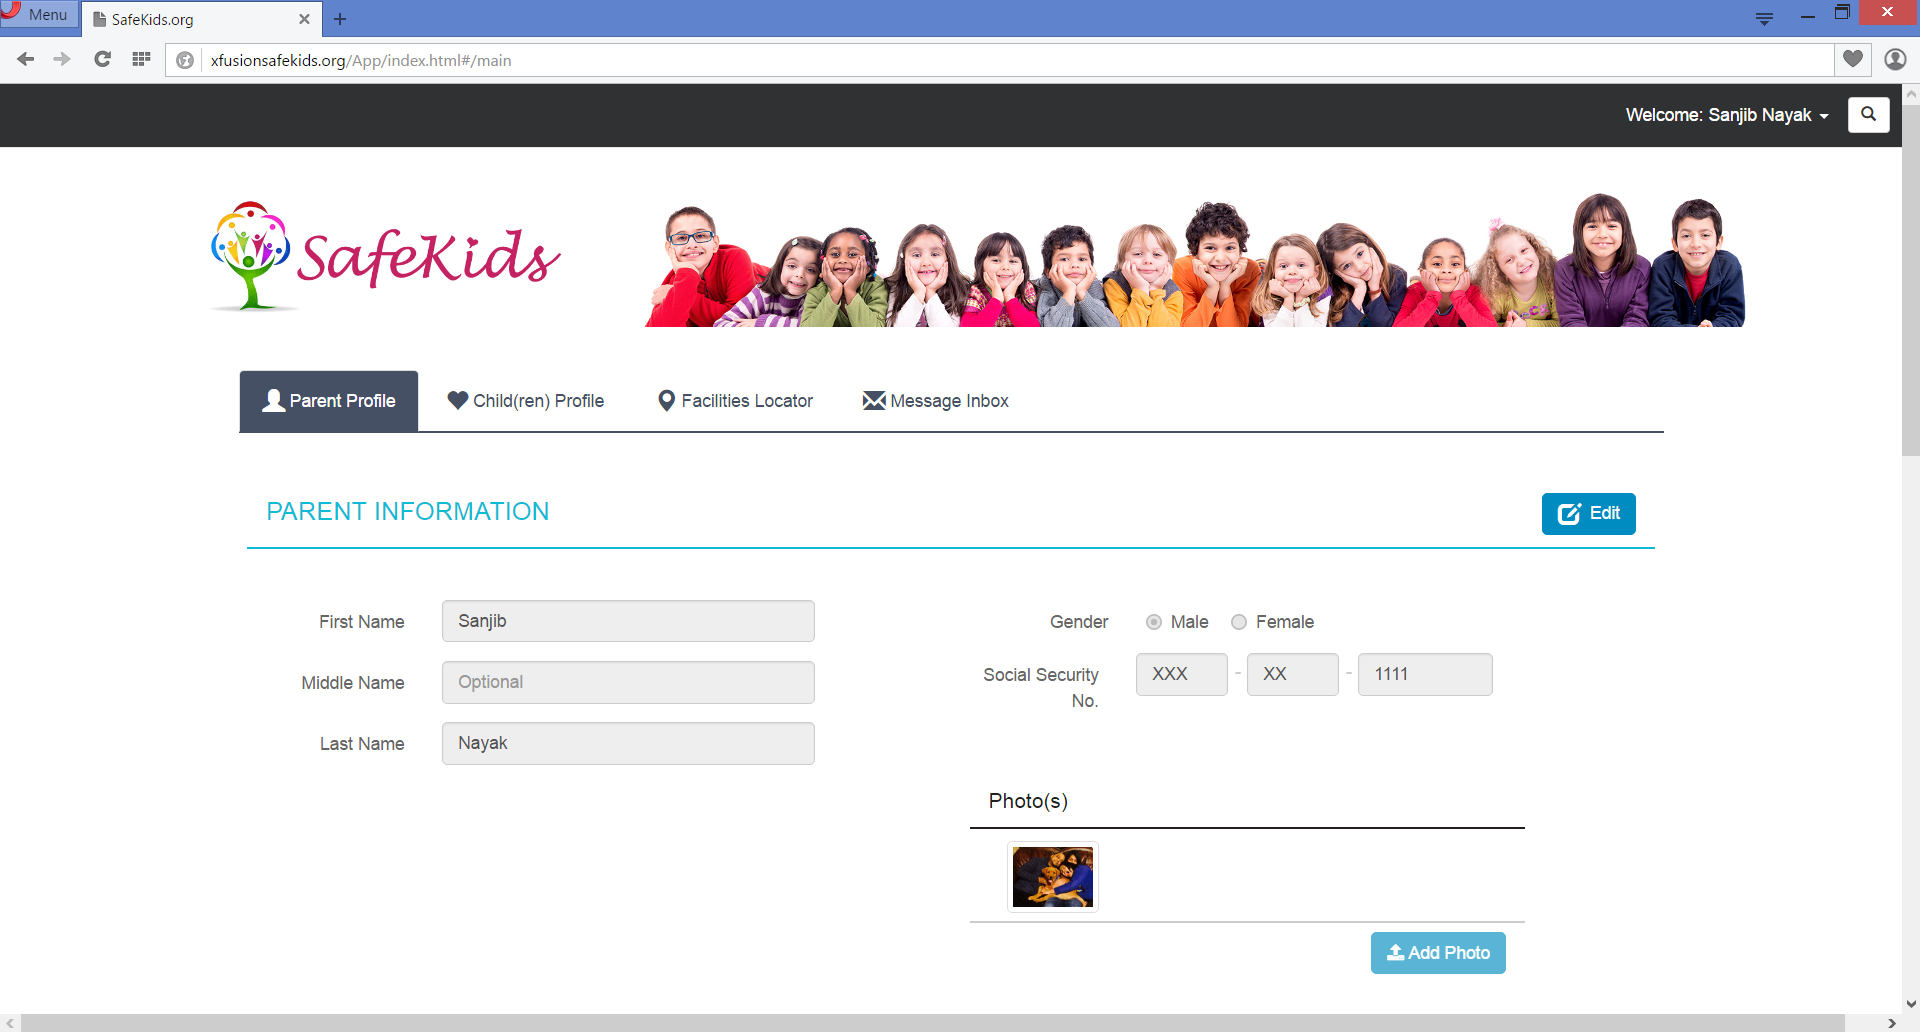 Menu
SafeKids.org
xfusionsafekids.org/App/index.html#/main
Welcome: Sanjib Nayak
SafeKids
Parent Profile
Child(ren) Profile
Facilities Locator
Message Inbox
PARENT INFORMATION
Edit
First Name
Sanjib
Gender
Male
Female
Middle Name
Optional
Social Security
No.
XXX - XX - 1111
Last Name
Nayak
Photo(s)
Add Photo